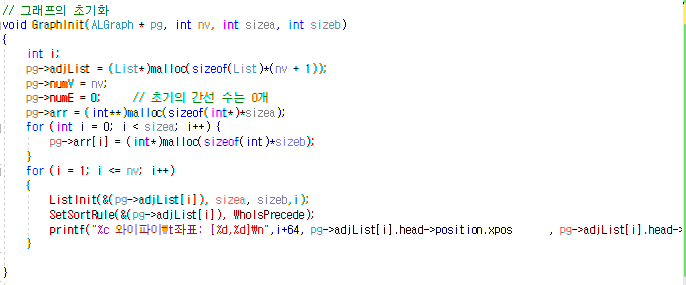 // 그래프의 초기화
void GraphInit(ALGraph * pg, int nv, int sizea, int sizeb)
{
int i;
pg->adjList = (List*)malloc(sizeof(List)*(nv + 1));
pg->numV = nv;
pg->numE = 0; // 초기의 간선 수는 0개
pg->arr = (int**)malloc(sizeof(int*)*sizea);
for (int i = 0; i < sizea; i++) {
pg->arr[i] = (int*)malloc(sizeof(int)*sizeb);
}
for (i = 1; i <= nv; i++)
{
ListInit(&(pg->adjList[i]), sizea, sizeb,i);
SetSortRule(&(pg->adjList[i]), WhoIsPrecede);
printf("%c 와이파이₩t좌표: [%d,%d]₩n",i+64, pg->adjList[i].head->position.xpos , pg->adjList[i].head->
}
}